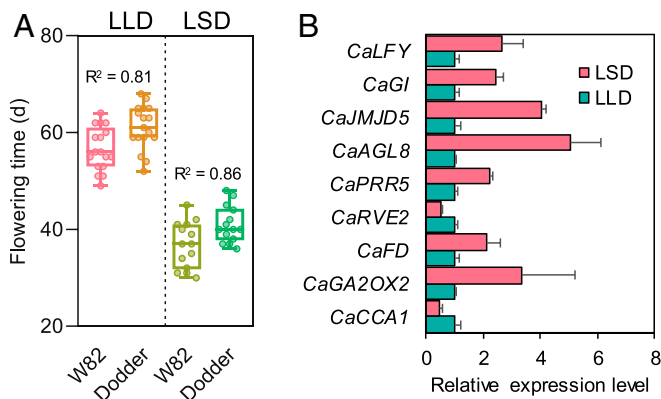 A
LLD LSD
80
60
40
20
Flowering time (d)
R² = 0.81
R² = 0.86
W82
Dodder
W82
Dodder
B
CaLFY
CaGI
CaJMJD5
CaAGL8
CaPRR5
CaRVE2
CaFD
CaGA2OX2
CaCCA1
LSD
LLD
0 2 4 6 8
Relative expression level